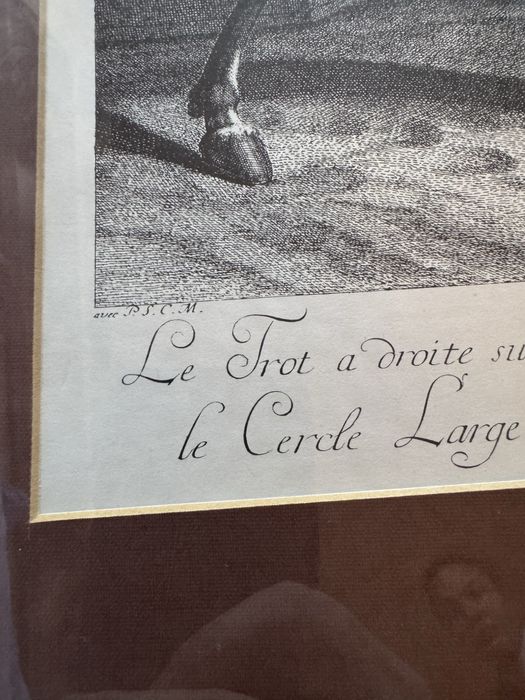 avec P. S. C. M.
Le Trot a droite su
le Cercle Large